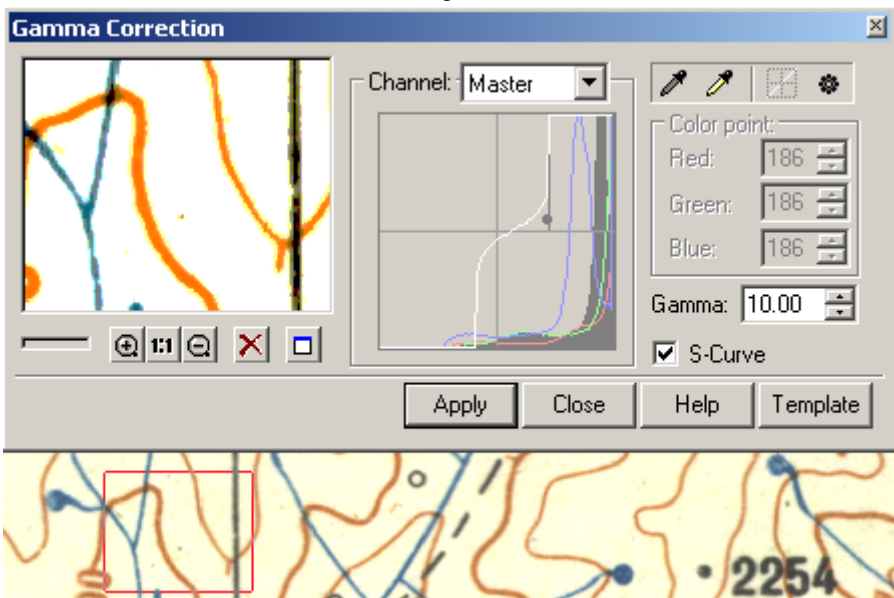 Gamma Correction
Channel: Master
Color point:
Red: 186
Green: 186
Blue: 186
Gamma: 10.00
1:1
S-Curve
Apply Close Help Template
2254